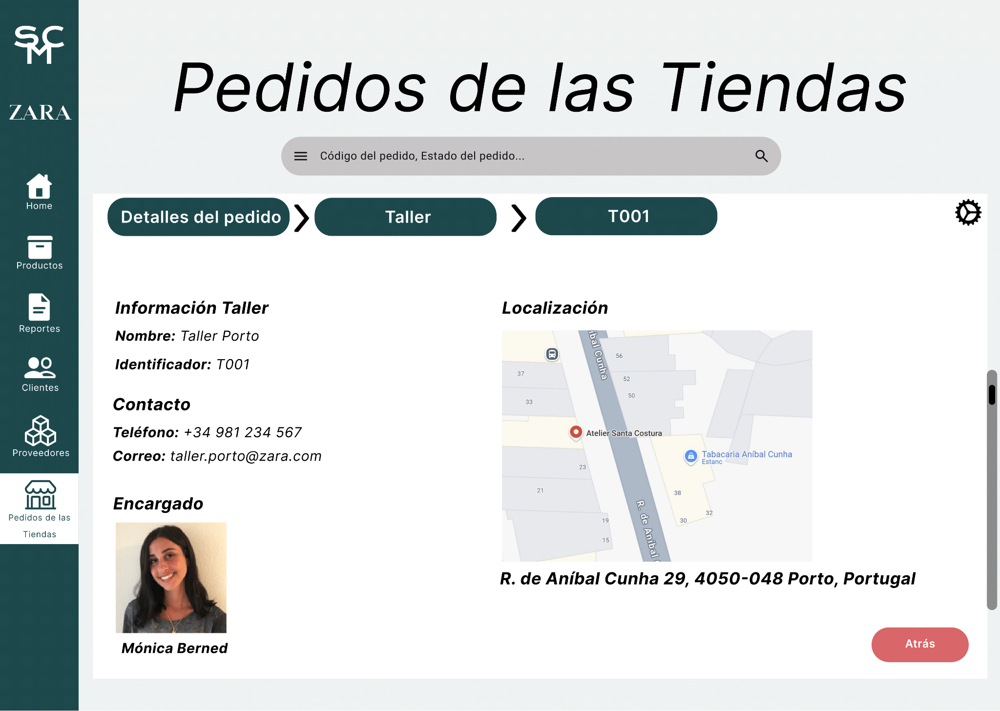 SCM
ZARA
Home
Productos
Reportes
Clientes
Proveedores
Pedidos de las
Tiendas
Pedidos de las Tiendas
Código del pedido, Estado del pedido...
Detalles del pedido
Taller
T001
Información Taller
Nombre: Taller Porto
Identificador: T001
Contacto
Teléfono: +34 981 234 567
Correo: taller.porto@zara.com
Encargado
Mónica Berned
Localización
íbal Cunha
56
37
52
50
33
Atelier Santa Costura
Tabacaria Aníbal Cunha
Estanc
23
21
38
32
30
19
15
R. de Aníbal C
R. de Aníbal Cunha 29, 4050-048 Porto, Portugal
Atrás